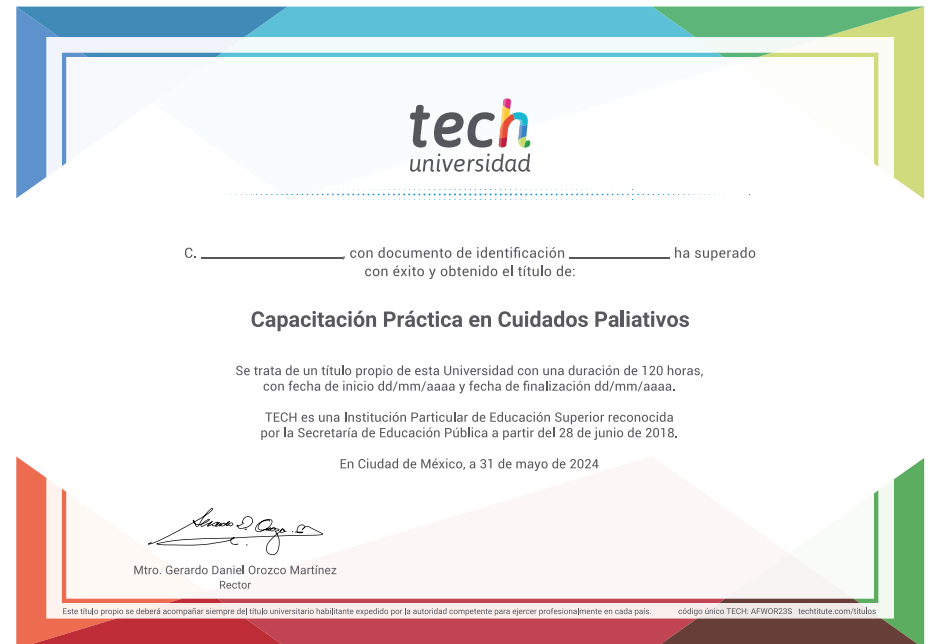 tech
universidad
C. ________________, con documento de identificación ____________ ha superado
con éxito y obtenido el título de:
Capacitación Práctica en Cuidados Paliativos
Se trata de un título propio de esta Universidad con una duración de 120 horas,
con fecha de inicio dd/mm/aaaa y fecha de finalización dd/mm/aaaa.
TECH es una Institución Particular de Educación Superior reconocida
por la Secretaría de Educación Pública a partir del 28 de junio de 2018.
En Ciudad de México, a 31 de mayo de 2024
Mtro. Gerardo Daniel Orozco Martínez
Rector
Este título propio se deberá acompañar siempre del título universitario habilitante expedido por la autoridad competente para ejercer profesionalmente en cada país. código único TECH: AFWOR23S techtitute.com/titulos